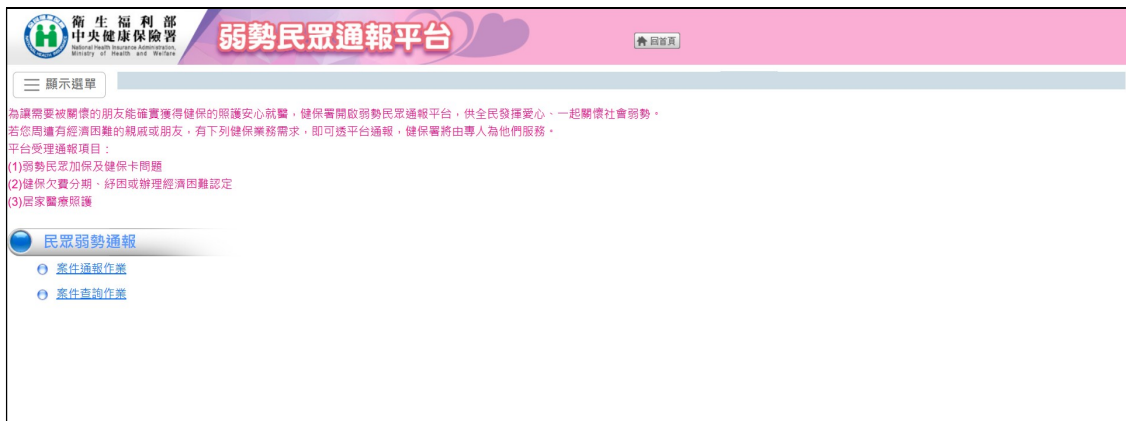 衛生福利部
中央健康保險署
National Health Insurance Administration,
Ministry of Health and Welfare
弱勢民眾通報平台
回首頁
顯示選單
為讓需要被關懷的朋友能確實獲得健保的照護安心就醫，健保署開啟弱勢民眾通報平台，供全民發揮愛心、一起關懷社會弱勢。
若您周遭有經濟困難的親戚或朋友，有下列健保業務需求，即可透平台通報，健保署將由專人為他們服務。
平台受理通報項目：
(1)弱勢民眾加保及健保卡問題
(2)健保欠費分期、紓困或辦理經濟困難認定
(3)居家醫療照護
民眾弱勢通報
案件通報作業
案件查詢作業